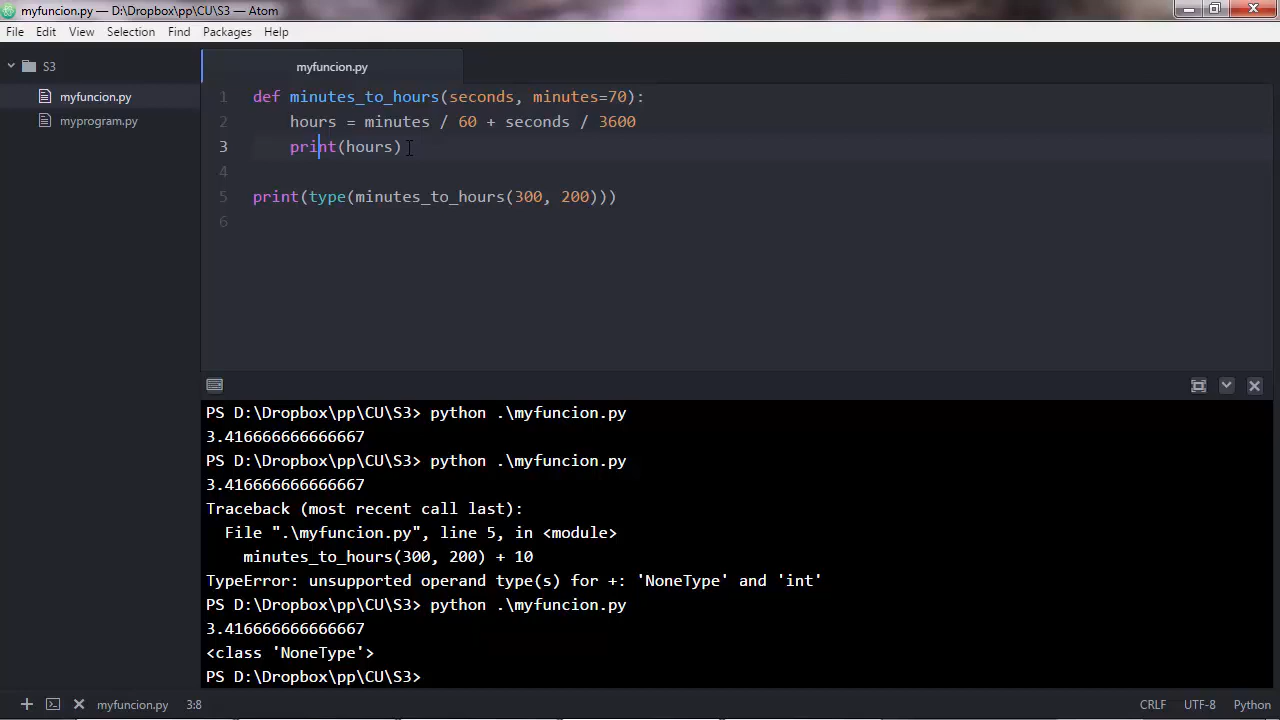 myfuncion.py — D:\Dropbox\pp\CU\S3 — Atom
File Edit View Selection Find Packages Help
S3
myfuncion.py
myprogram.py
myfuncion.py
1 def minutes_to_hours(seconds, minutes=70):
2 hours = minutes / 60 + seconds / 3600
3 print(hours)
4
5 print(type(minutes_to_hours(300, 200)))
6
PS D:\Dropbox\pp\CU\S3> python .\myfuncion.py
3.416666666666667
PS D:\Dropbox\pp\CU\S3> python .\myfuncion.py
3.416666666666667
Traceback (most recent call last):
File ".\myfuncion.py", line 5, in <module>
minutes_to_hours(300, 200) + 10
TypeError: unsupported operand type(s) for +: 'NoneType' and 'int'
PS D:\Dropbox\pp\CU\S3> python .\myfuncion.py
3.416666666666667
<class 'NoneType'>
PS D:\Dropbox\pp\CU\S3>
myfuncion.py 3:8 CRLF UTF-8 Python